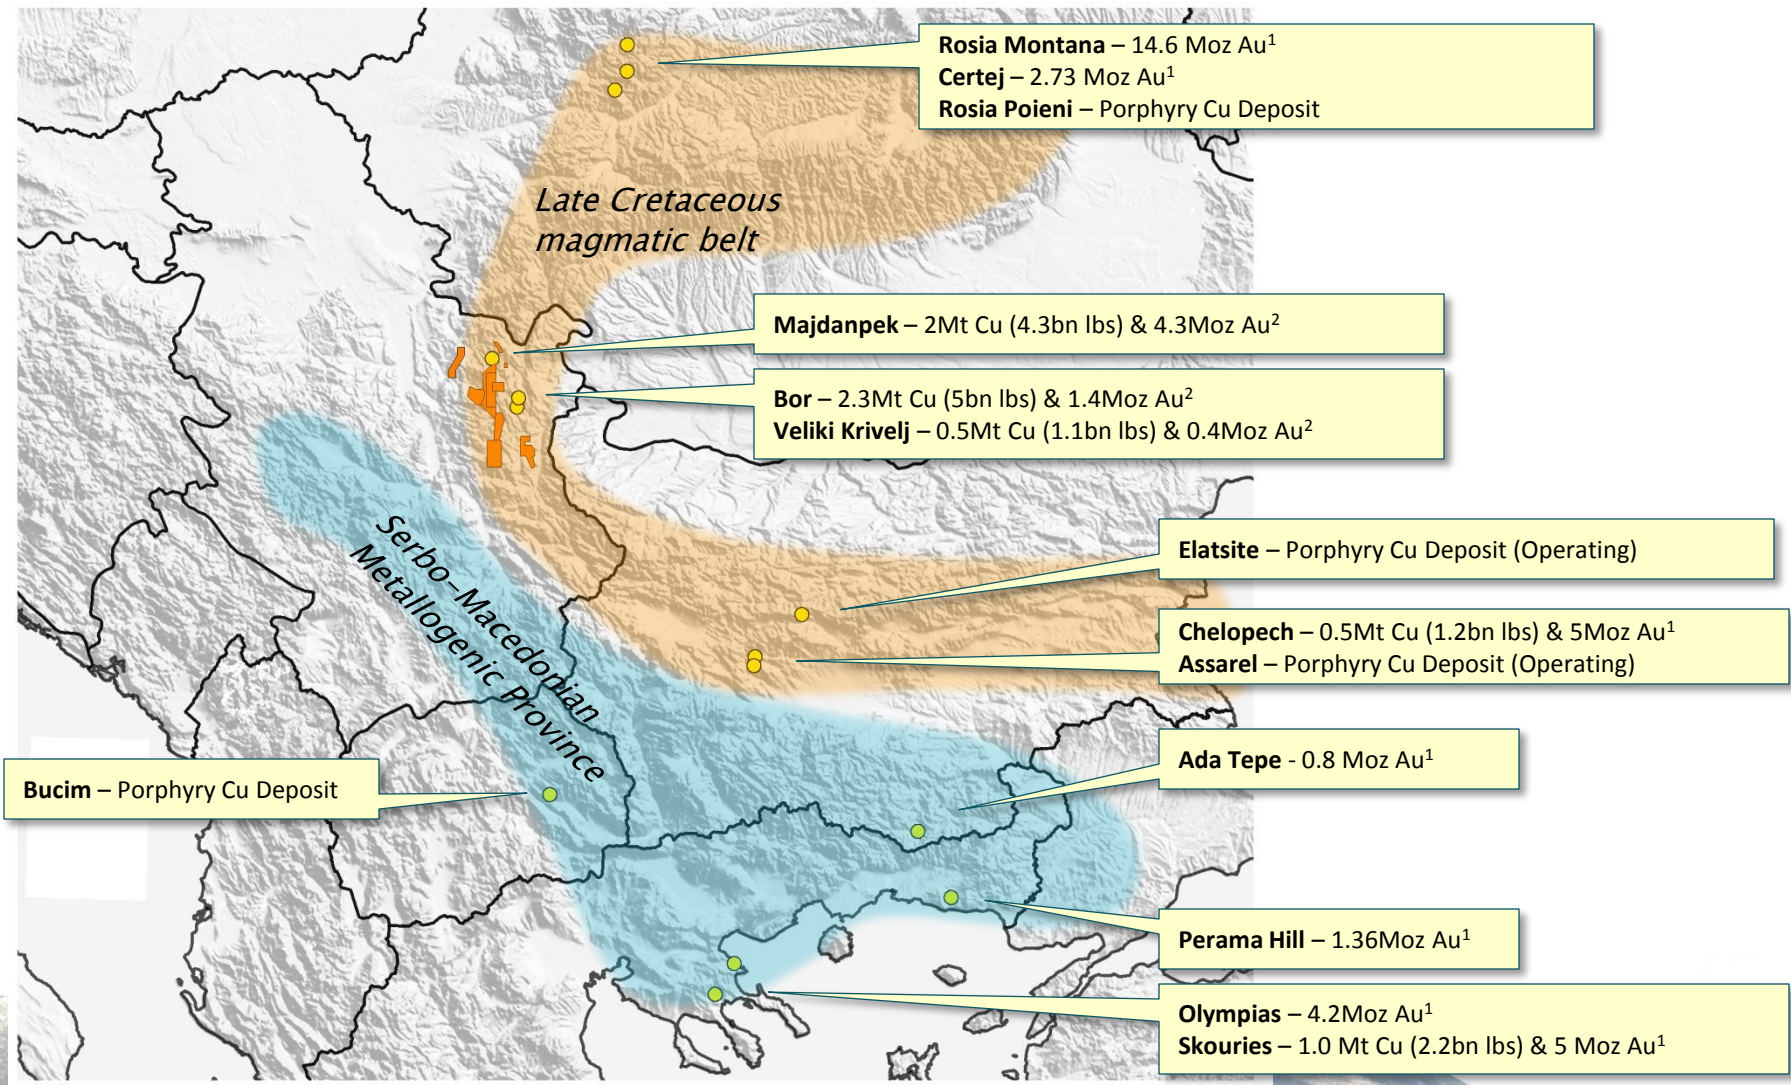 Rosia Montana – 14.6 Moz Au¹
Certej – 2.73 Moz Au¹
Rosia Poieni – Porphyry Cu Deposit
Late Cretaceous
magmatic belt
Majdanpek – 2Mt Cu (4.3bn lbs) & 4.3Moz Au²
Bor – 2.3Mt Cu (5bn lbs) & 1.4Moz Au²
Veliki Krivelj – 0.5Mt Cu (1.1bn lbs) & 0.4Moz Au²
Serbo-Macedonian
Metallogenic Province
Elatsite – Porphyry Cu Deposit (Operating)
Chelopech – 0.5Mt Cu (1.2bn lbs) & 5Moz Au¹
Assarel – Porphyry Cu Deposit (Operating)
Ada Tepe - 0.8 Moz Au¹
Bucim – Porphyry Cu Deposit
Perama Hill – 1.36Moz Au¹
Olympias – 4.2Moz Au¹
Skouries – 1.0 Mt Cu (2.2bn lbs) & 5 Moz Au¹